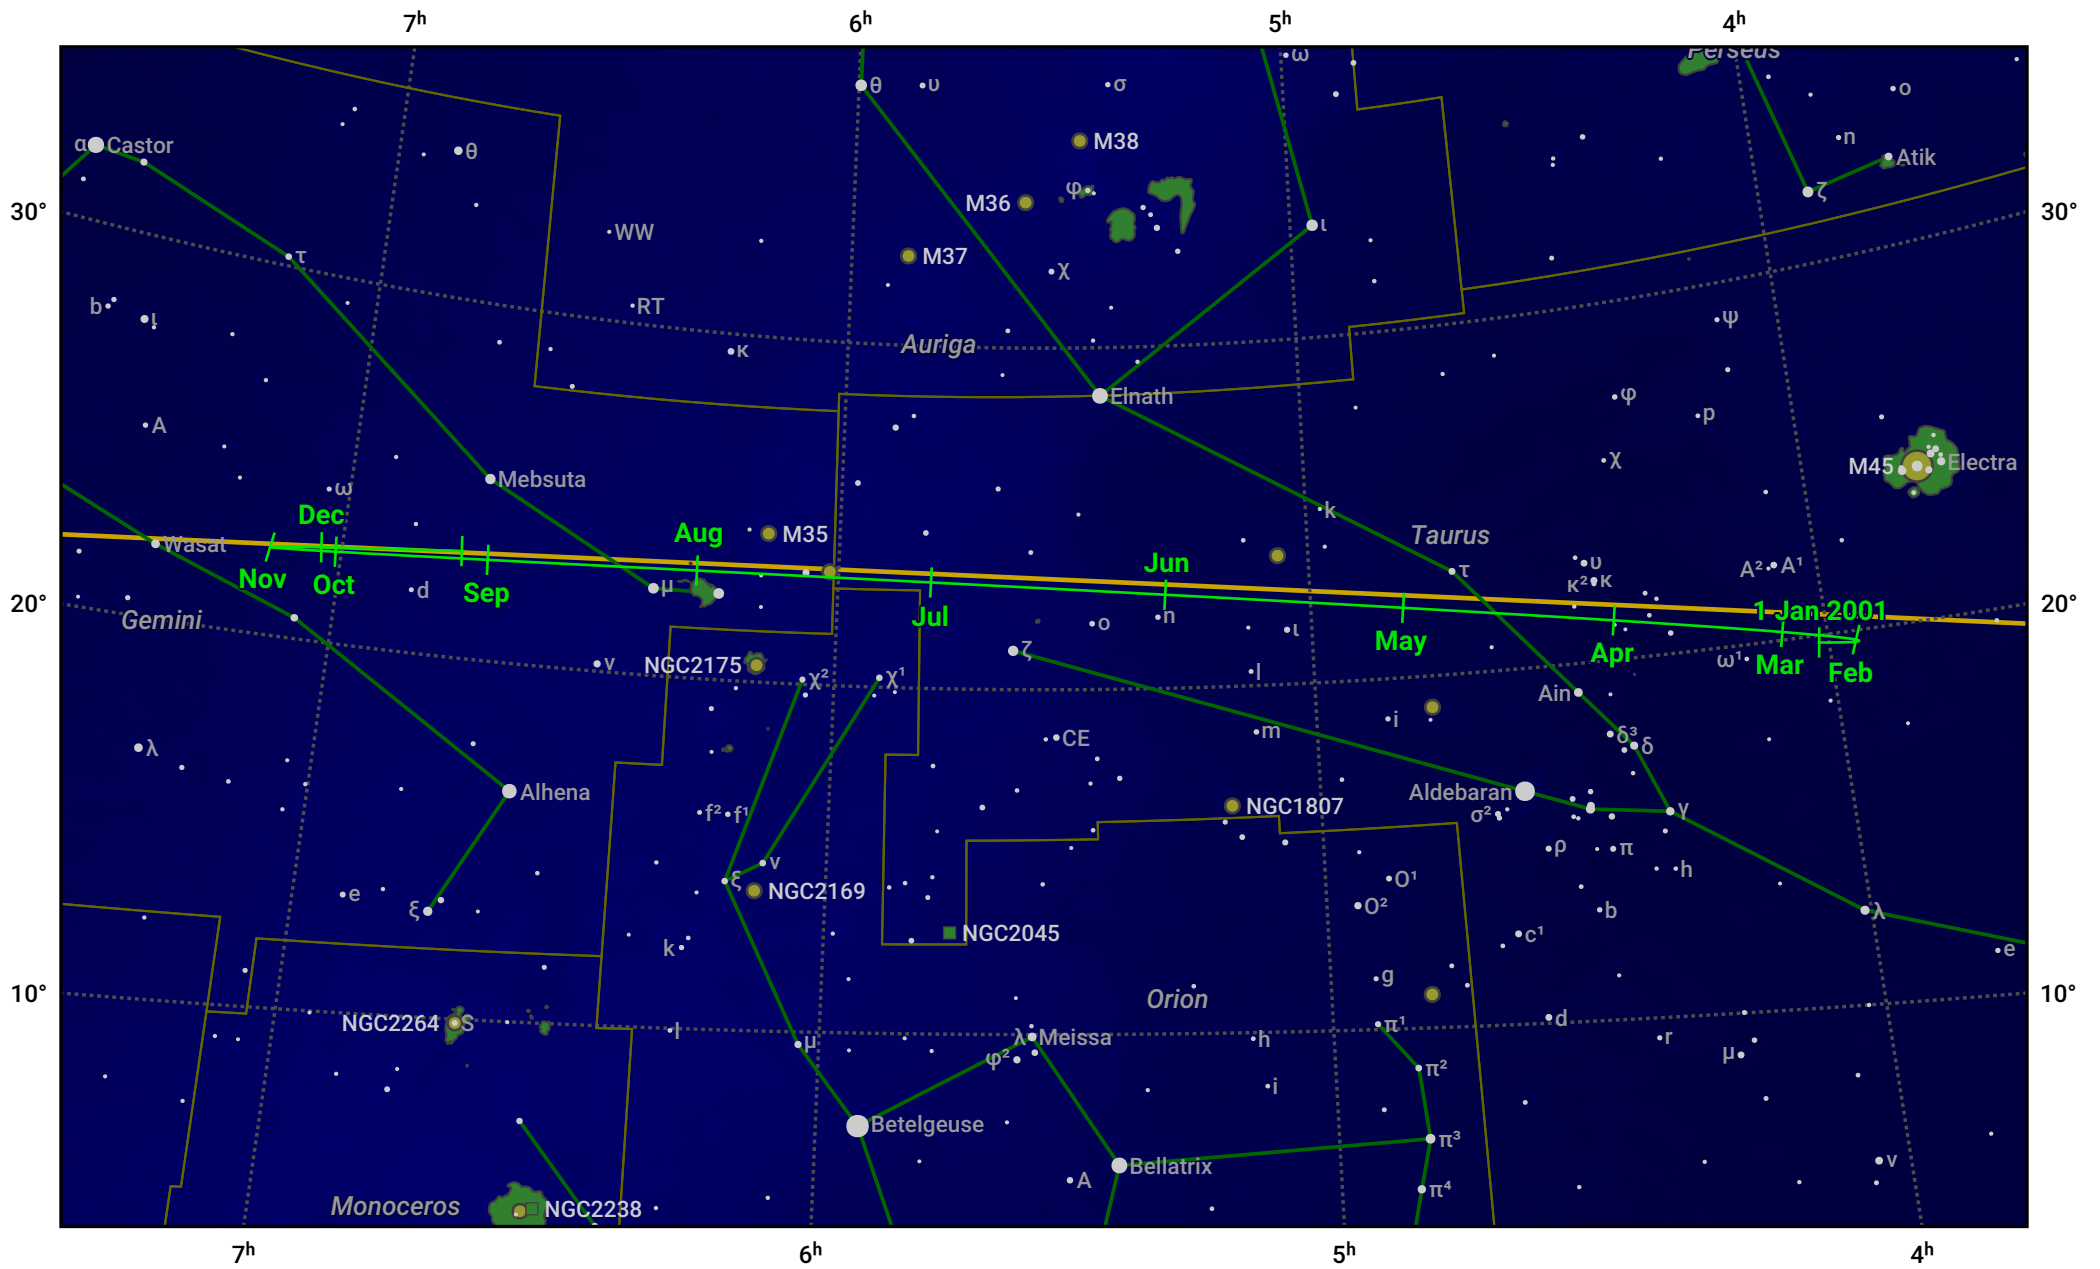 7ʰ 6ʰ 5ʰ 4ʰ
Perseus
ω
θ υ σ ο
M38
n
α Castor θ Atik
φ ζ
M36
30° 30°
ι
WW
τ M37
χ
b ι RT ψ
Auriga
κ
Elnath φ
p
A
χ M45 Electra
Mebsuta
ω
k
Dec Aug M35 Taurus
Wasat
Jun υ
τ A² A¹
Nov Oct Sep μ κ² κ
d
20° 20°
Gemini Jul n 1 Jan 2001
ο ι May
ζ Apr
ν NGC2175 ω¹ Mar Feb
χ² χ¹ l
Ain
i
m
λ CE δ³ δ
Alhena Aldebaran
NGC1807
f² f¹ σ² γ
ρ π
ν h
ξ O¹
e NGC2169
ξ O² b λ
NGC2045 c¹
k e
g
10° 10°
Orion
NGC2264 S d
l π¹
μ λ Meissa h r
φ² μ
π²
i
Betelgeuse
π³
Bellatrix ν
A
π⁴
Monoceros NGC2238
7ʰ 6ʰ 5ʰ 4ʰ